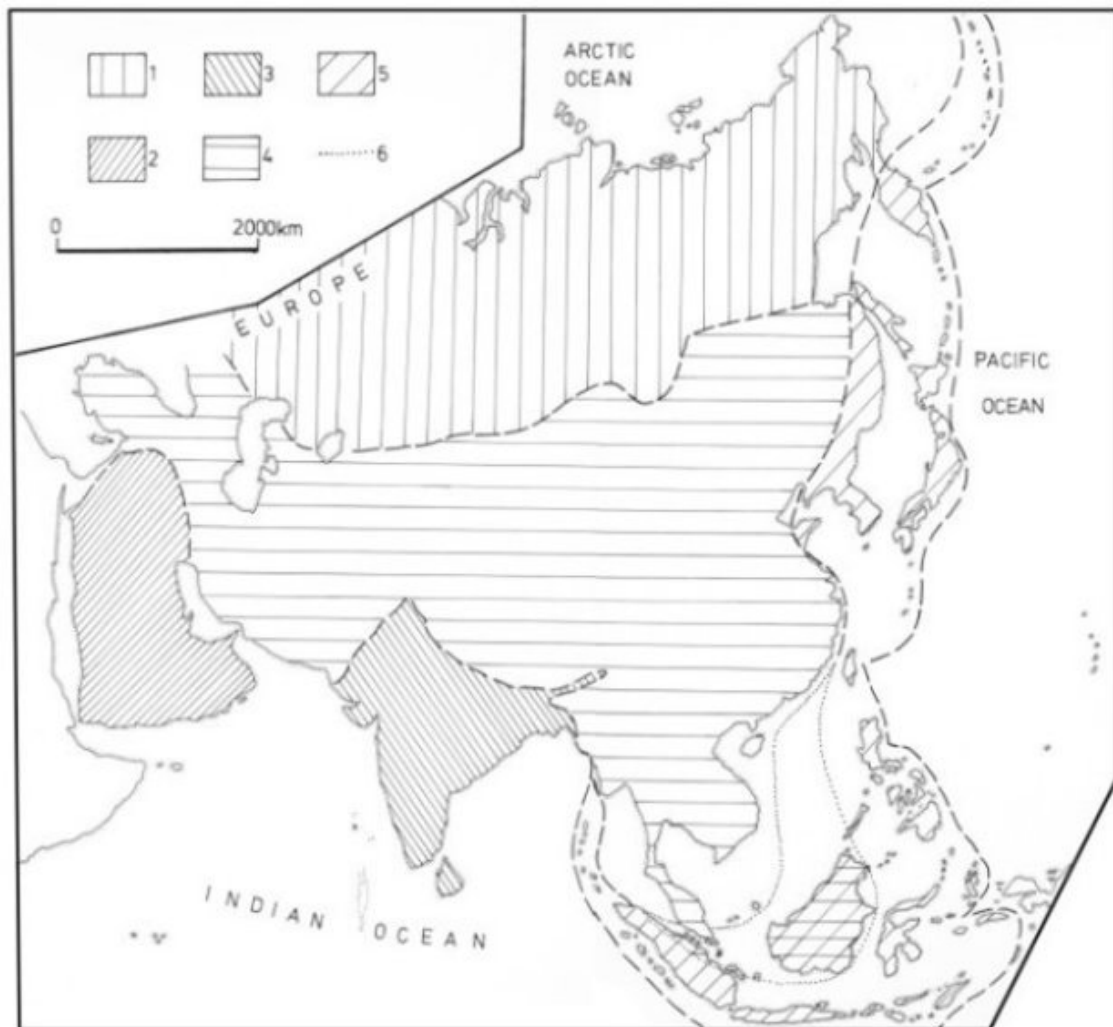 1
3
5
2
4
6
0 2000km
ARCTIC
OCEAN
EUROPE
PACIFIC
OCEAN
INDIAN OCEAN